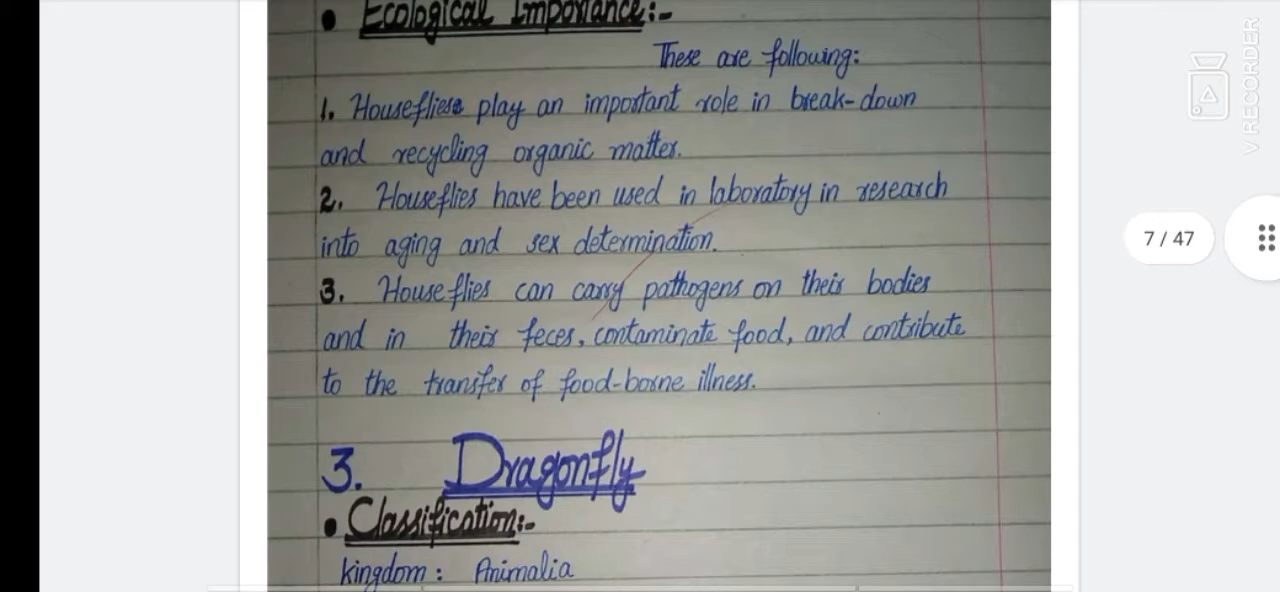 • Ecological Importance:-
These are following:
1. Houseflies play an important role in break-down
and recycling organic matter.
2. Houseflies have been used in laboratory in research
into aging and sex determination.
3. Houseflies can carry pathogens on their bodies
and in their feces, contaminate food, and contribute
to the transfer of food-borne illness.
3. Dragonfly
• Classification:-
Kingdom: Animalia
7 / 47
V RECORDER